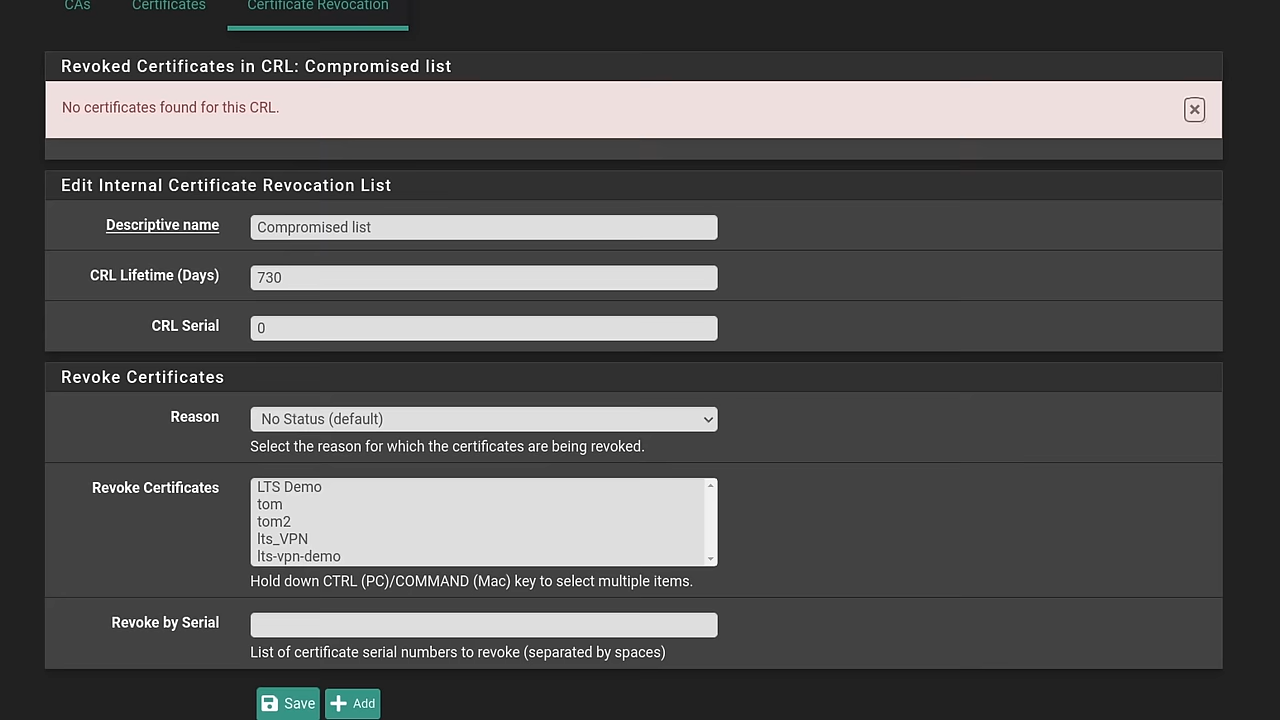 CAs Certificates Certificate Revocation
Revoked Certificates in CRL: Compromised list
No certificates found for this CRL.
Edit Internal Certificate Revocation List
Descriptive name Compromised list
CRL Lifetime (Days) 730
CRL Serial 0
Revoke Certificates
Reason No Status (default)
Select the reason for which the certificates are being revoked.
Revoke Certificates LTS Demo
tom
tom2
lts_VPN
lts-vpn-demo
Hold down CTRL (PC)/COMMAND (Mac) key to select multiple items.
Revoke by Serial
List of certificate serial numbers to revoke (separated by spaces)
Save Add